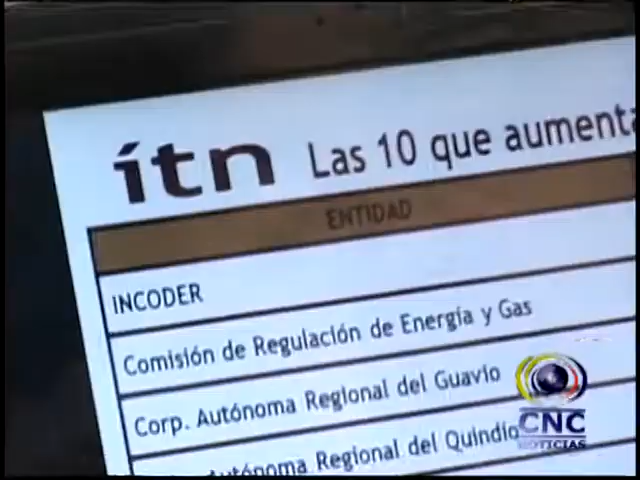 itn Las 10 que aumenta
ENTIDAD
INCODER
Comisión de Regulación de Energía y Gas
Corp. Autónoma Regional del Guavio
Autónoma Regional del Quindío
CNC
NOTICIAS